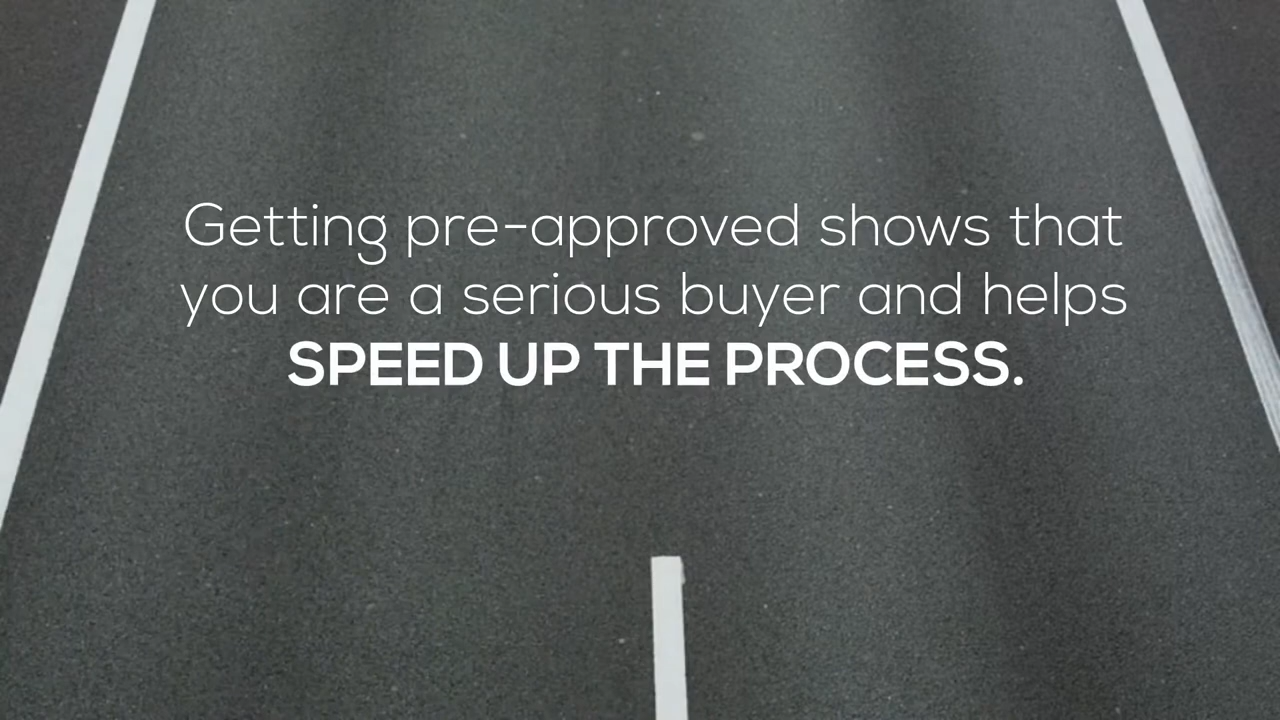 Getting pre-approved shows that
you are a serious buyer and helps
SPEED UP THE PROCESS.